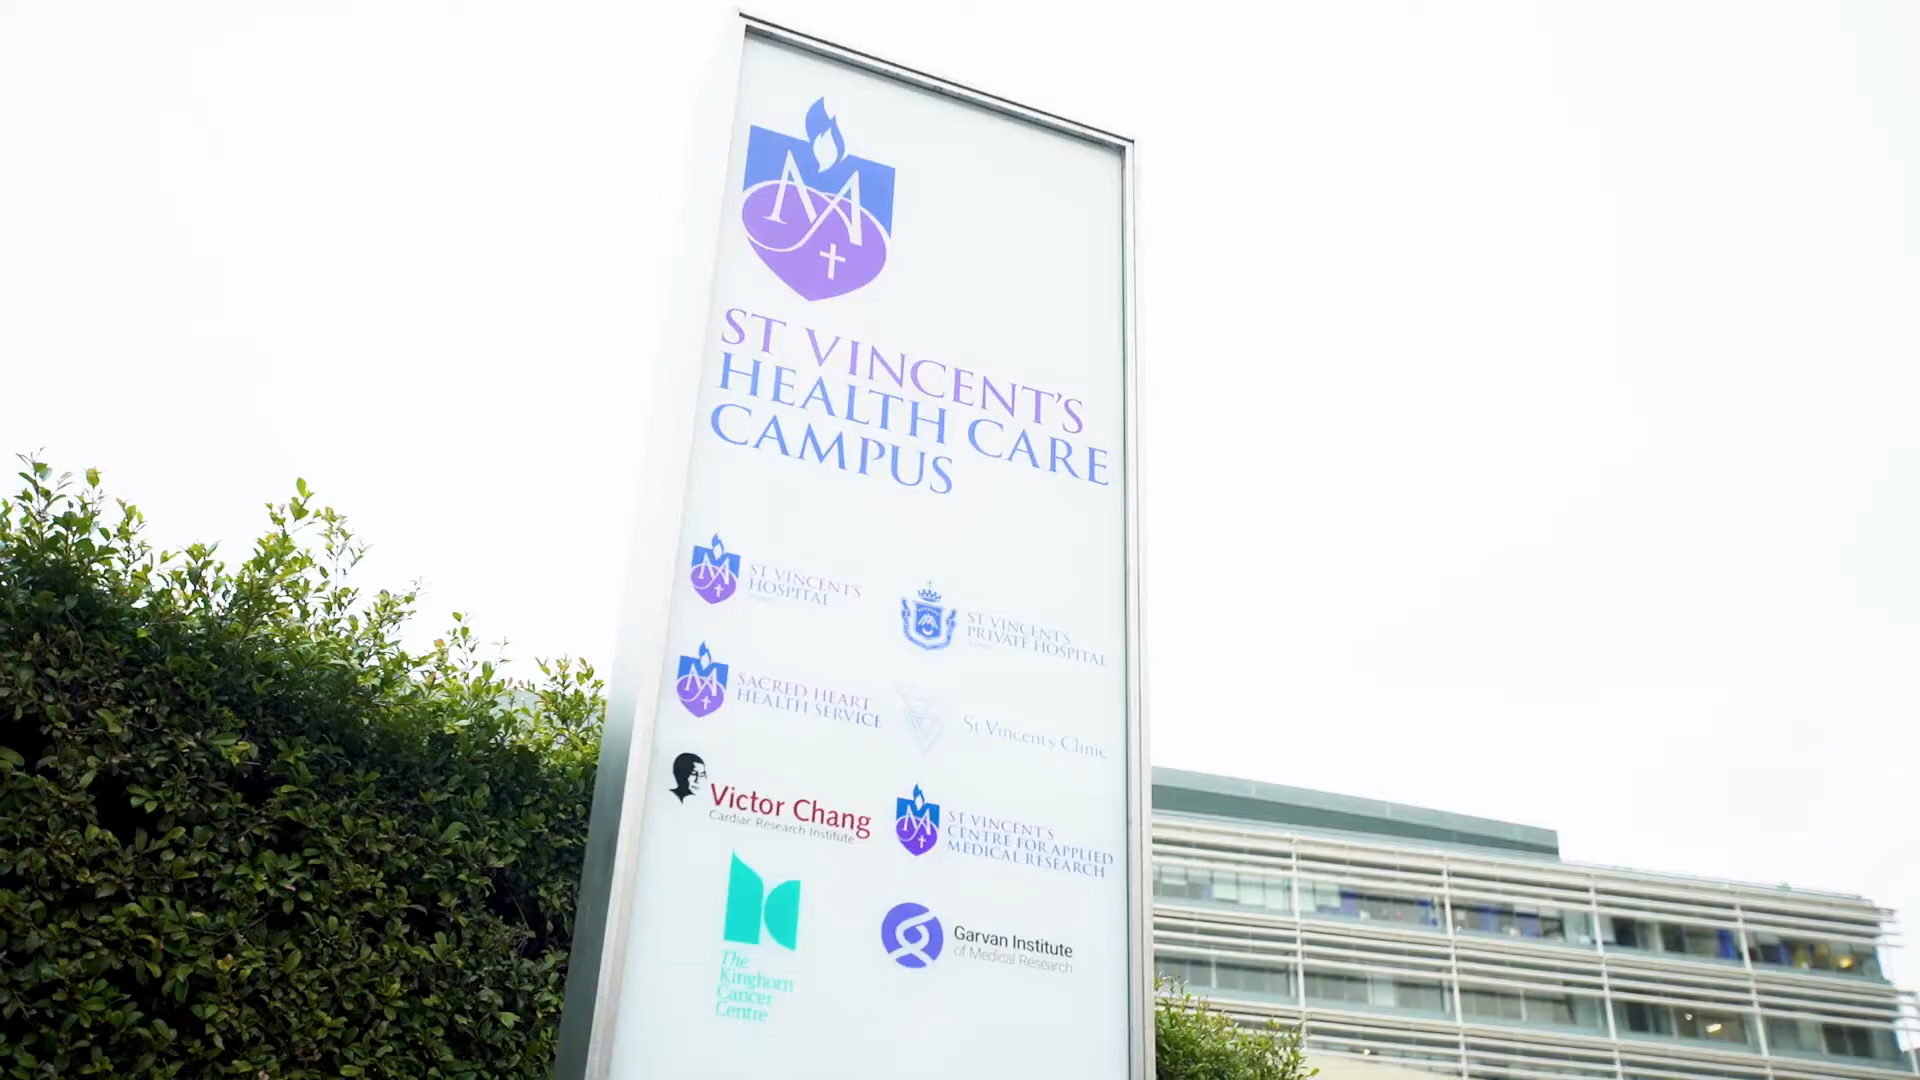 ST VINCENT'S
HEALTH CARE
CAMPUS
ST VINCENT'S
HOSPITAL
ST VINCENT'S
PRIVATE HOSPITAL
SACRED HEART
HEALTH SERVICE
St Vincents Clinic
Victor Chang
Cardiac Research Institute
ST VINCENT'S
CENTRE FOR APPLIED
MEDICAL RESEARCH
The
Kinghorn
Cancer
Centre
Garvan Institute
of Medical Research